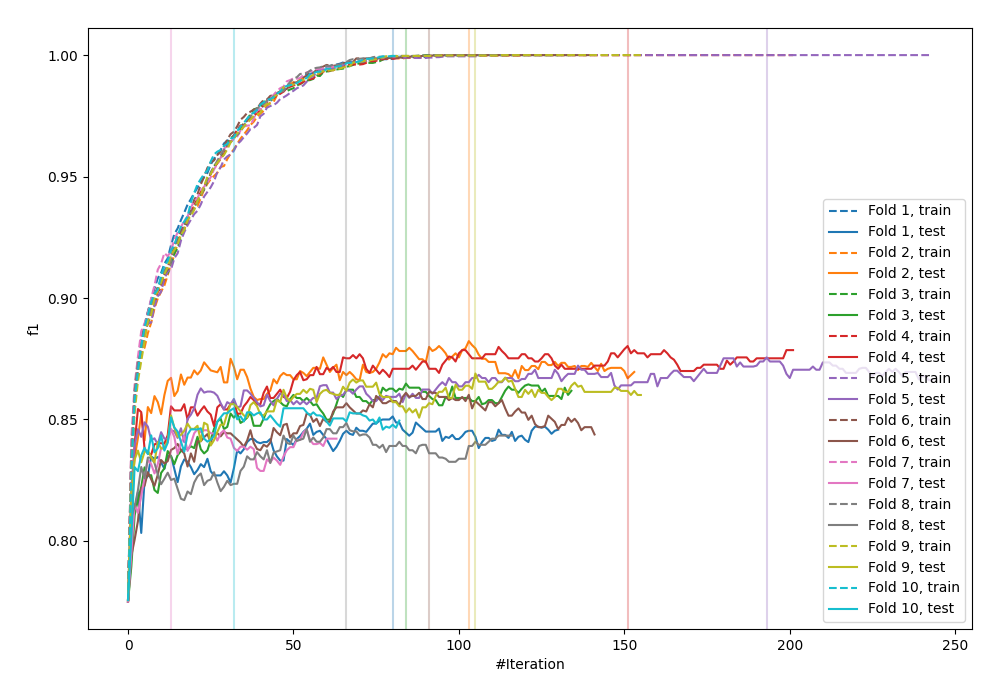 1.00
0.95
0.90
0.85
0.80
f1
0
50
100
150
200
250
#Iteration
Fold 1, train
Fold 1, test
Fold 2, train
Fold 2, test
Fold 3, train
Fold 3, test
Fold 4, train
Fold 4, test
Fold 5, train
Fold 5, test
Fold 6, train
Fold 6, test
Fold 7, train
Fold 7, test
Fold 8, train
Fold 8, test
Fold 9, train
Fold 9, test
Fold 10, train
Fold 10, test